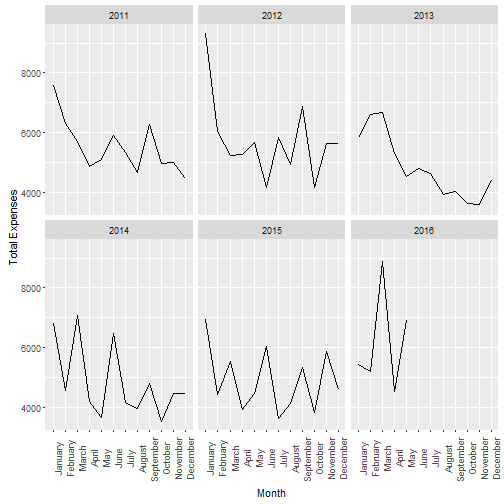 2011 2012 2013
8000
6000
4000
Total Expenses
2014 2015 2016
8000
6000
4000
January February March April May June July August September October November December January February March April May June July August September October November December January February March April May June July August September October November December
Month